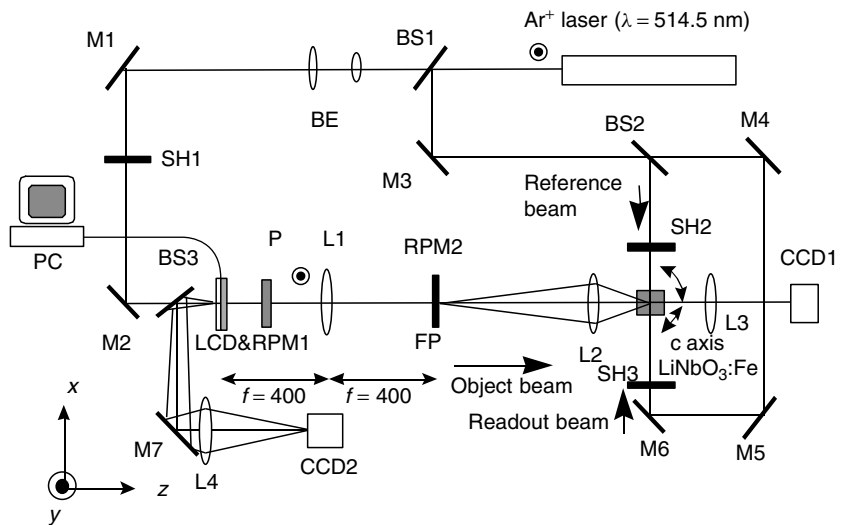 Ar⁺ laser (λ = 514.5 nm)
M1
BS1
BE
BS2
M4
SH1
M3
Reference
beam
SH2
P
L1
RPM2
CCD1
PC
BS3
M2
LCD&RPM1
FP
L2
L3
c axis
LiNbO₃:Fe
SH3
f = 400
f = 400
Object beam
Readout beam
x
M7
L4
CCD2
M6
M5
z
y